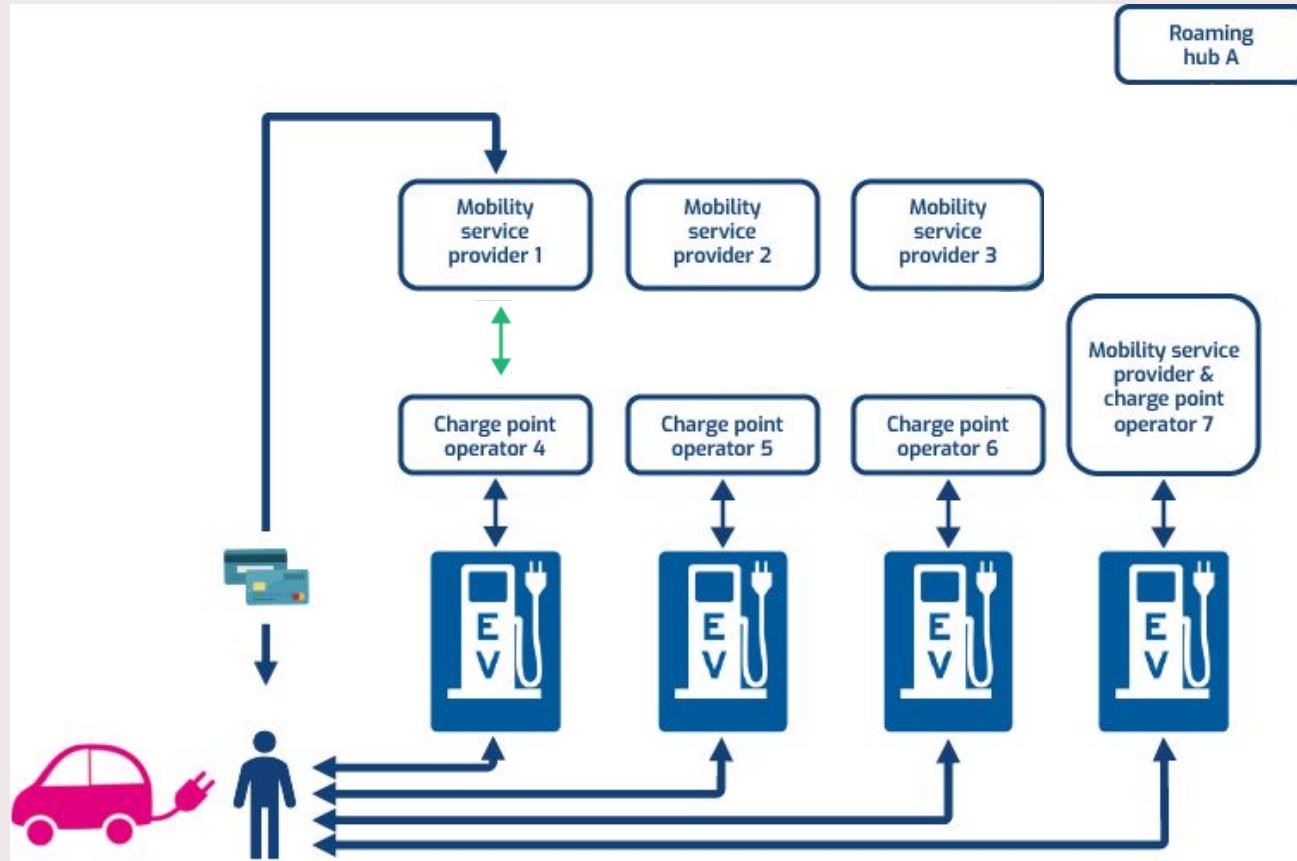 Roaming
hub A
Mobility
service
provider 1
Mobility
service
provider 2
Mobility
service
provider 3
Mobility service
provider &
charge point
operator 7
Charge point
operator 4
Charge point
operator 5
Charge point
operator 6
E
V
E
V
E
V
E
V